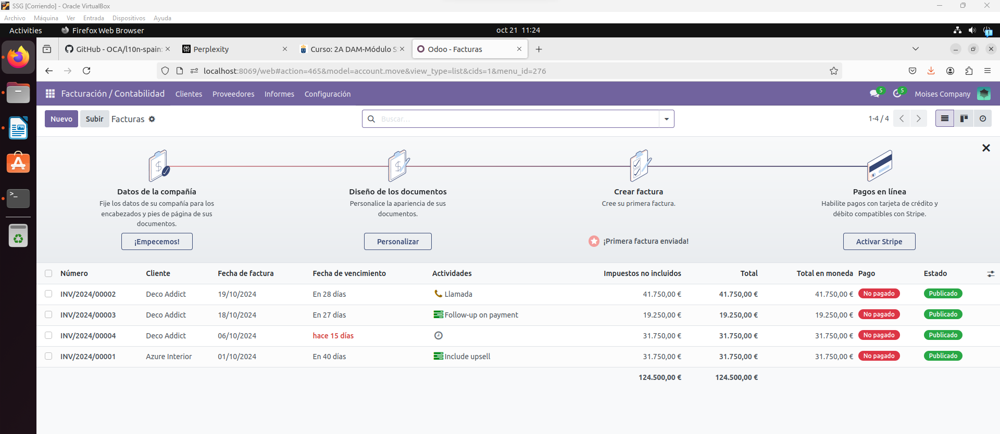 SSG [Corriendo] - Oracle VirtualBox
Archivo Máquina Ver Entrada Dispositivos Ayuda
Activities Firefox Web Browser oct 21 11:24
GitHub - OCA/l10n-spain: Perplexity Curso: 2A DAM-Módulo S Odoo - Facturas
localhost:8069/web#action=465&model=account.move&view_type=list&cids=1&menu_id=276
Facturación / Contabilidad Clientes Proveedores Informes Configuración 5 5 Moises Company
Nuevo Subir Facturas Buscar... 1-4 / 4
Datos de la compañía
Fije los datos de su compañía para los
encabezados y pies de página de sus
documentos.
¡Empecemos!
Diseño de los documentos
Personalice la apariencia de sus
documentos.
Personalizar
Crear factura
Cree su primera factura.
¡Primera factura enviada!
Pagos en línea
Habilite pagos con tarjeta de crédito y
débito compatibles con Stripe.
Activar Stripe
Número Cliente Fecha de factura Fecha de vencimiento Actividades Impuestos no incluidos Total Total en moneda Pago Estado
INV/2024/00002 Deco Addict 19/10/2024 En 28 días Llamada 41.750,00 € 41.750,00 € 41.750,00 € No pagado Publicado
INV/2024/00003 Deco Addict 18/10/2024 En 27 días Follow-up on payment 19.250,00 € 19.250,00 € 19.250,00 € No pagado Publicado
INV/2024/00004 Deco Addict 06/10/2024 hace 15 días 31.750,00 € 31.750,00 € 31.750,00 € No pagado Publicado
INV/2024/00001 Azure Interior 01/10/2024 En 40 días Include upsell 31.750,00 € 31.750,00 € 31.750,00 € No pagado Publicado
124.500,00 € 124.500,00 €